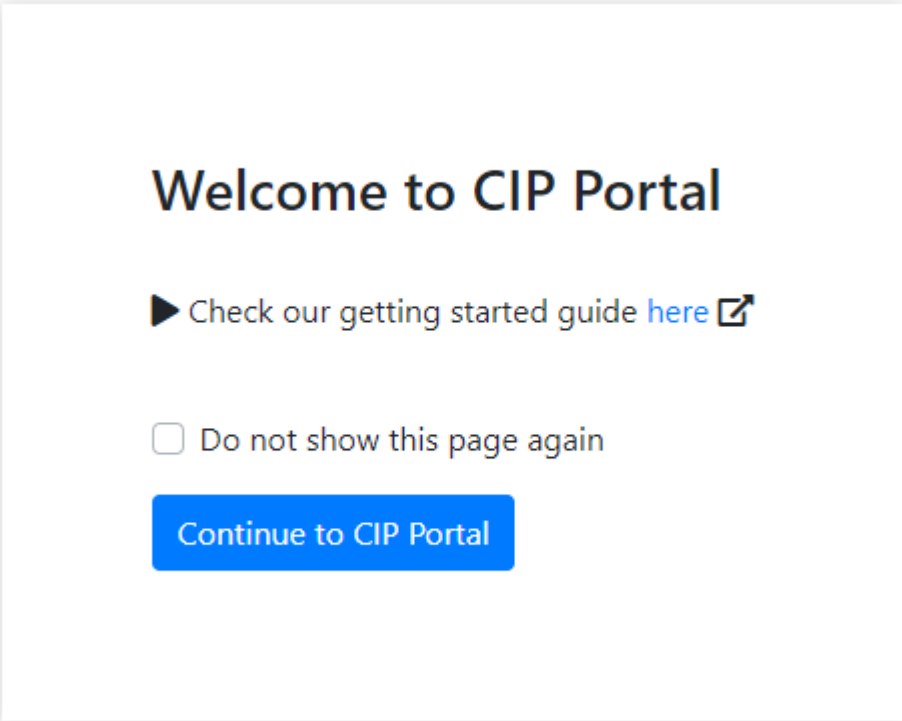 Welcome to CIP Portal
Check our getting started guide here
Do not show this page again
Continue to CIP Portal